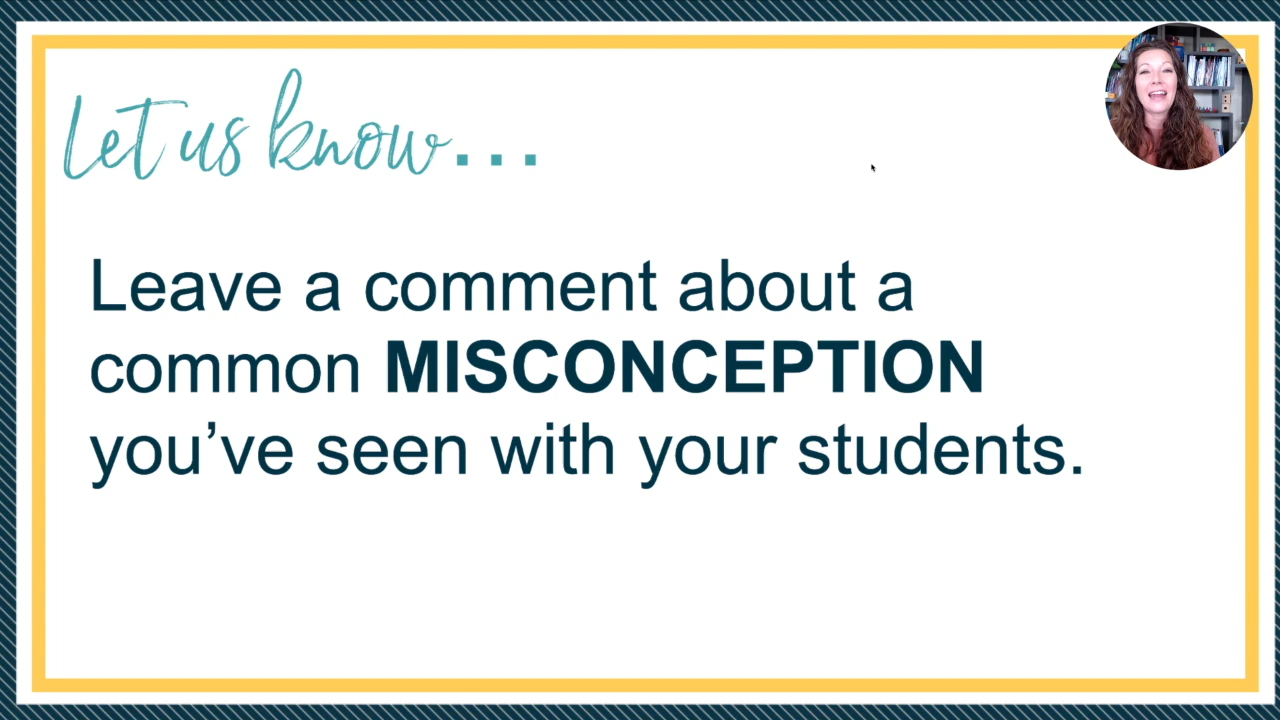 Let us know...
Leave a comment about a
common MISCONCEPTION
you’ve seen with your students.